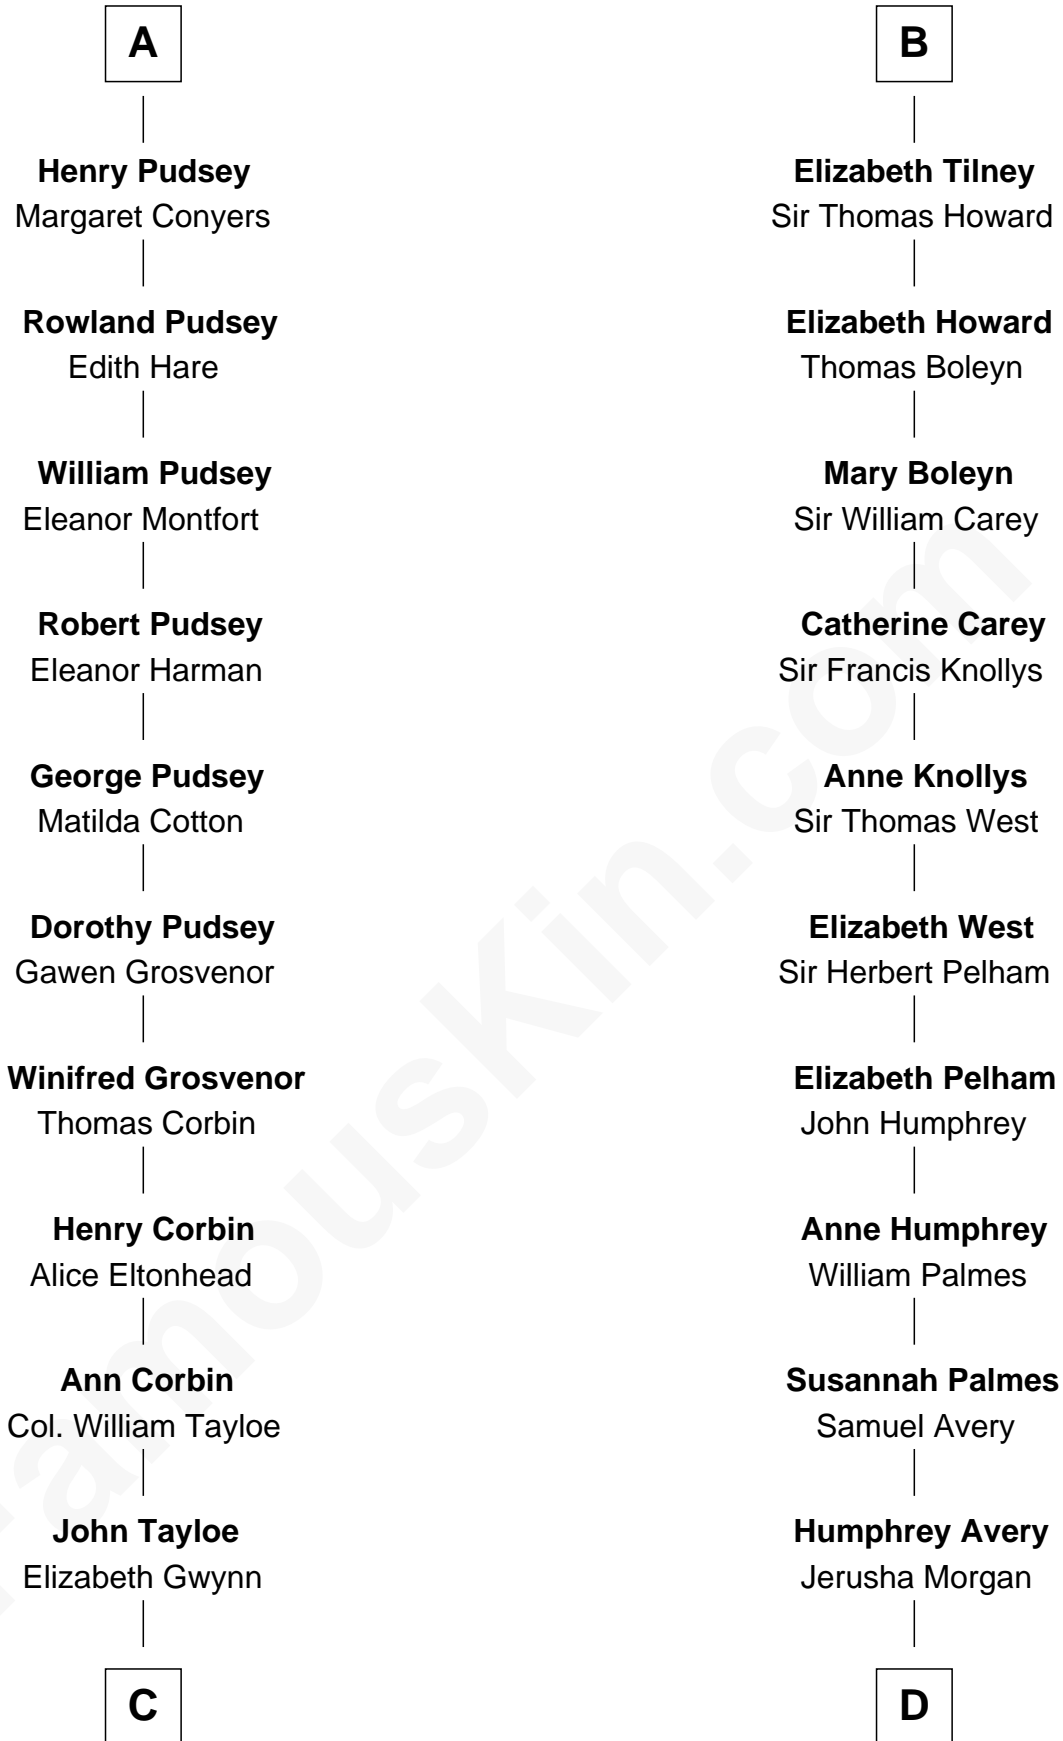 A
Henry Pudsey
Margaret Conyers
Rowland Pudsey
Edith Hare
William Pudsey
Eleanor Montfort
Robert Pudsey
Eleanor Harman
George Pudsey
Matilda Cotton
Dorothy Pudsey
Gawen Grosvenor
Winifred Grosvenor
Thomas Corbin
Henry Corbin
Alice Eltonhead
Ann Corbin
Col. William Tayloe
John Tayloe
Elizabeth Gwynn
C
B
Elizabeth Tilney
Sir Thomas Howard
Elizabeth Howard
Thomas Boleyn
Mary Boleyn
Sir William Carey
Catherine Carey
Sir Francis Knollys
Anne Knollys
Sir Thomas West
Elizabeth West
Sir Herbert Pelham
Elizabeth Pelham
John Humphrey
Anne Humphrey
William Palmes
Susannah Palmes
Samuel Avery
Humphrey Avery
Jerusha Morgan
D
FamousKin.com